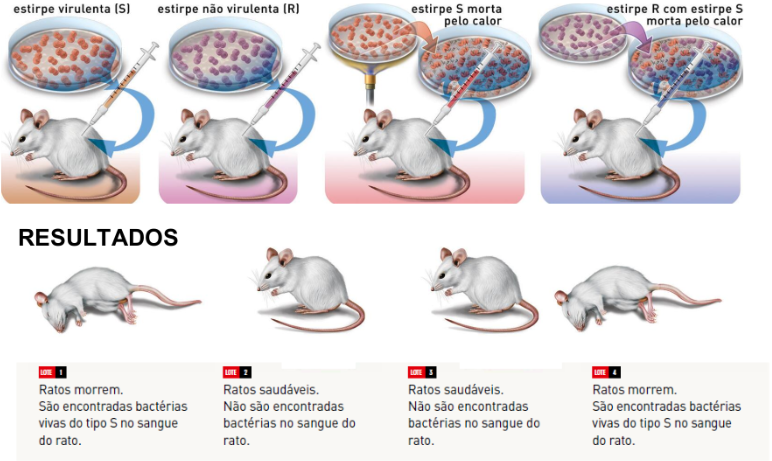 estirpe virulenta (S)
estirpe não virulenta (R)
estirpe S morta
pelo calor
estirpe R com estirpe S
morta pelo calor
RESULTADOS
LOTE 1
Ratos morrem.
São encontradas bactérias
vivas do tipo S no sangue
do rato.
LOTE 2
Ratos saudáveis.
Não são encontradas
bactérias no sangue do
rato.
LOTE 3
Ratos saudáveis.
Não são encontradas
bactérias no sangue do
rato.
LOTE 4
Ratos morrem.
São encontradas bactérias
vivas do tipo S no sangue
do rato.